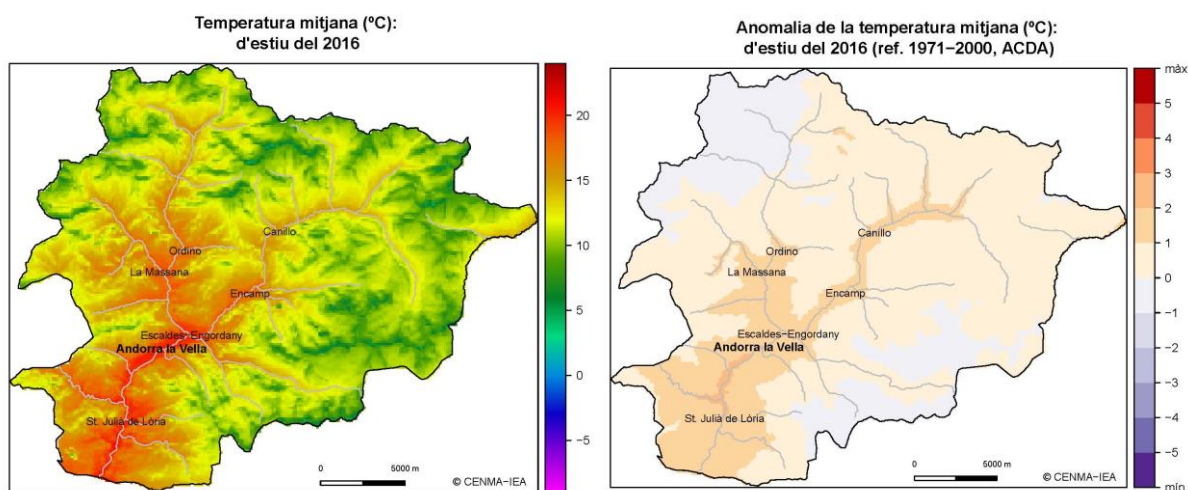 Temperatura mitjana (ºC):
d'estiu del 2016
20
15
10
5
0
−5
Ordino
Canillo
La Massana
Encamp
Escaldes-Engordany
Andorra la Vella
St. Julià de Lòria
0 5000 m
© CENMA-IEA
Anomalia de la temperatura mitjana (ºC):
d'estiu del 2016 (ref. 1971−2000, ACDA)
màx
5
4
3
2
1
0
−1
−2
−3
−4
−5
mín
Canillo
Ordino
La Massana
Encamp
Escaldes-Engordany
Andorra la Vella
St. Julià de Lòria
0 5000 m
© CENMA-IEA